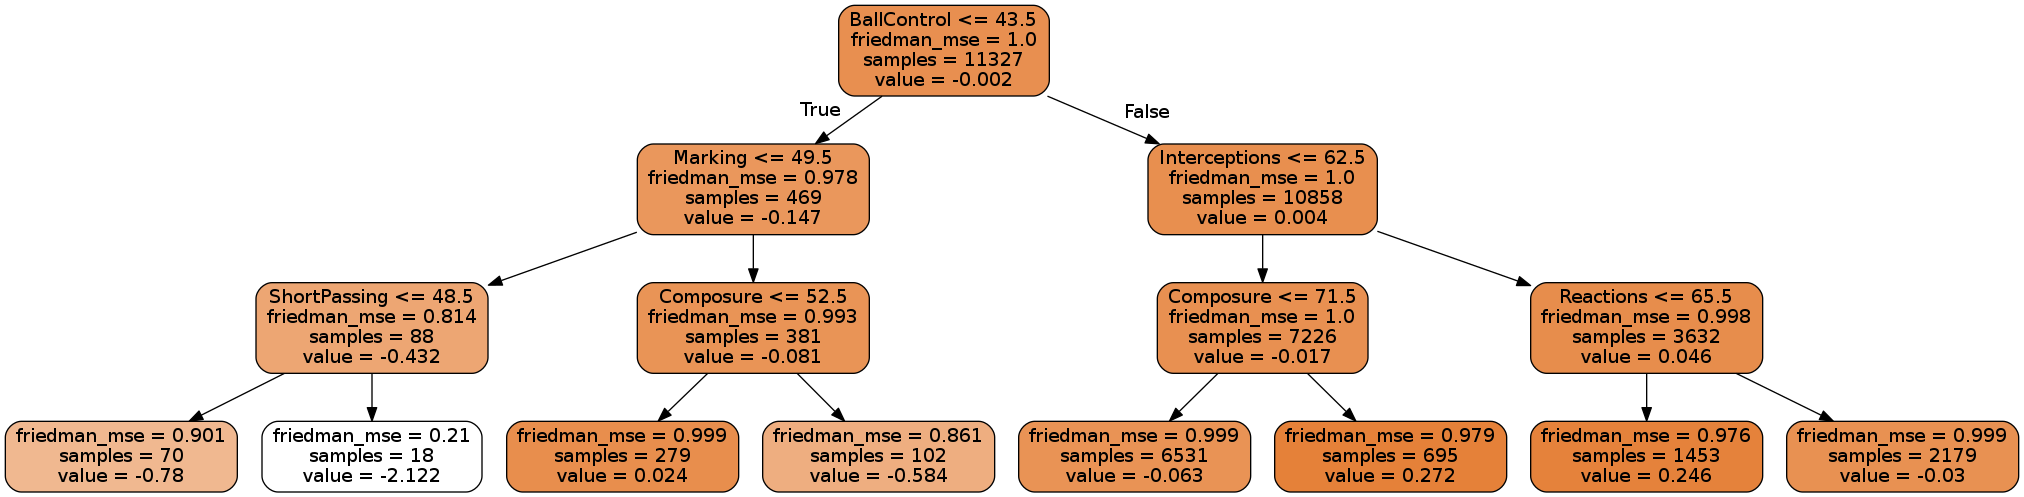 BallControl <= 43.5
friedman_mse = 1.0
samples = 11327
value = -0.002
True
False
Marking <= 49.5
friedman_mse = 0.978
samples = 469
value = -0.147
Interceptions <= 62.5
friedman_mse = 1.0
samples = 10858
value = 0.004
ShortPassing <= 48.5
friedman_mse = 0.814
samples = 88
value = -0.432
Composure <= 52.5
friedman_mse = 0.993
samples = 381
value = -0.081
Composure <= 71.5
friedman_mse = 1.0
samples = 7226
value = -0.017
Reactions <= 65.5
friedman_mse = 0.998
samples = 3632
value = 0.046
friedman_mse = 0.901
samples = 70
value = -0.78
friedman_mse = 0.21
samples = 18
value = -2.122
friedman_mse = 0.999
samples = 279
value = 0.024
friedman_mse = 0.861
samples = 102
value = -0.584
friedman_mse = 0.999
samples = 6531
value = -0.063
friedman_mse = 0.979
samples = 695
value = 0.272
friedman_mse = 0.976
samples = 1453
value = 0.246
friedman_mse = 0.999
samples = 2179
value = -0.03